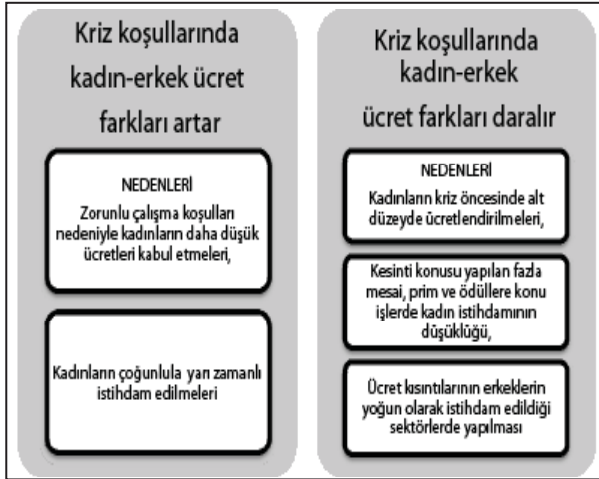 Kriz koşullarında
kadın-erkek ücret
farkları artar
NEDENLERİ
Zorunlu çalışma koşulları
nedeniyle kadınların daha düşük
ücretleri kabul etmeleri,
Kadınların çoğunlula yarı zamanlı
istihdam edilmeleri
Kriz koşullarında
kadın-erkek
ücret farkları daralır
NEDENLERİ
Kadınların kriz öncesinde alt
düzeyde ücretlendirilmeleri,
Kesinti konusu yapılan fazla
mesai, prim ve ödüllere konu
işlerde kadın istihdamının
düşüklüğü,
Ücret kısıntılarının erkeklerin
yoğun olarak istihdam edildiği
sektörlerde yapılması